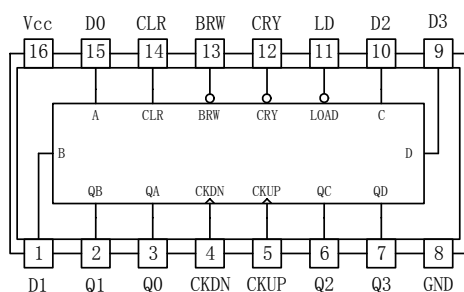 Vcc D0 CLR BRW CRY LD D2 D3
16 15 14 13 12 11 10 9
A CLR BRW CRY LOAD C
B D
QB QA CKDN CKUP QC QD
1 2 3 4 5 6 7 8
D1 Q1 Q0 CKDN CKUP Q2 Q3 GND